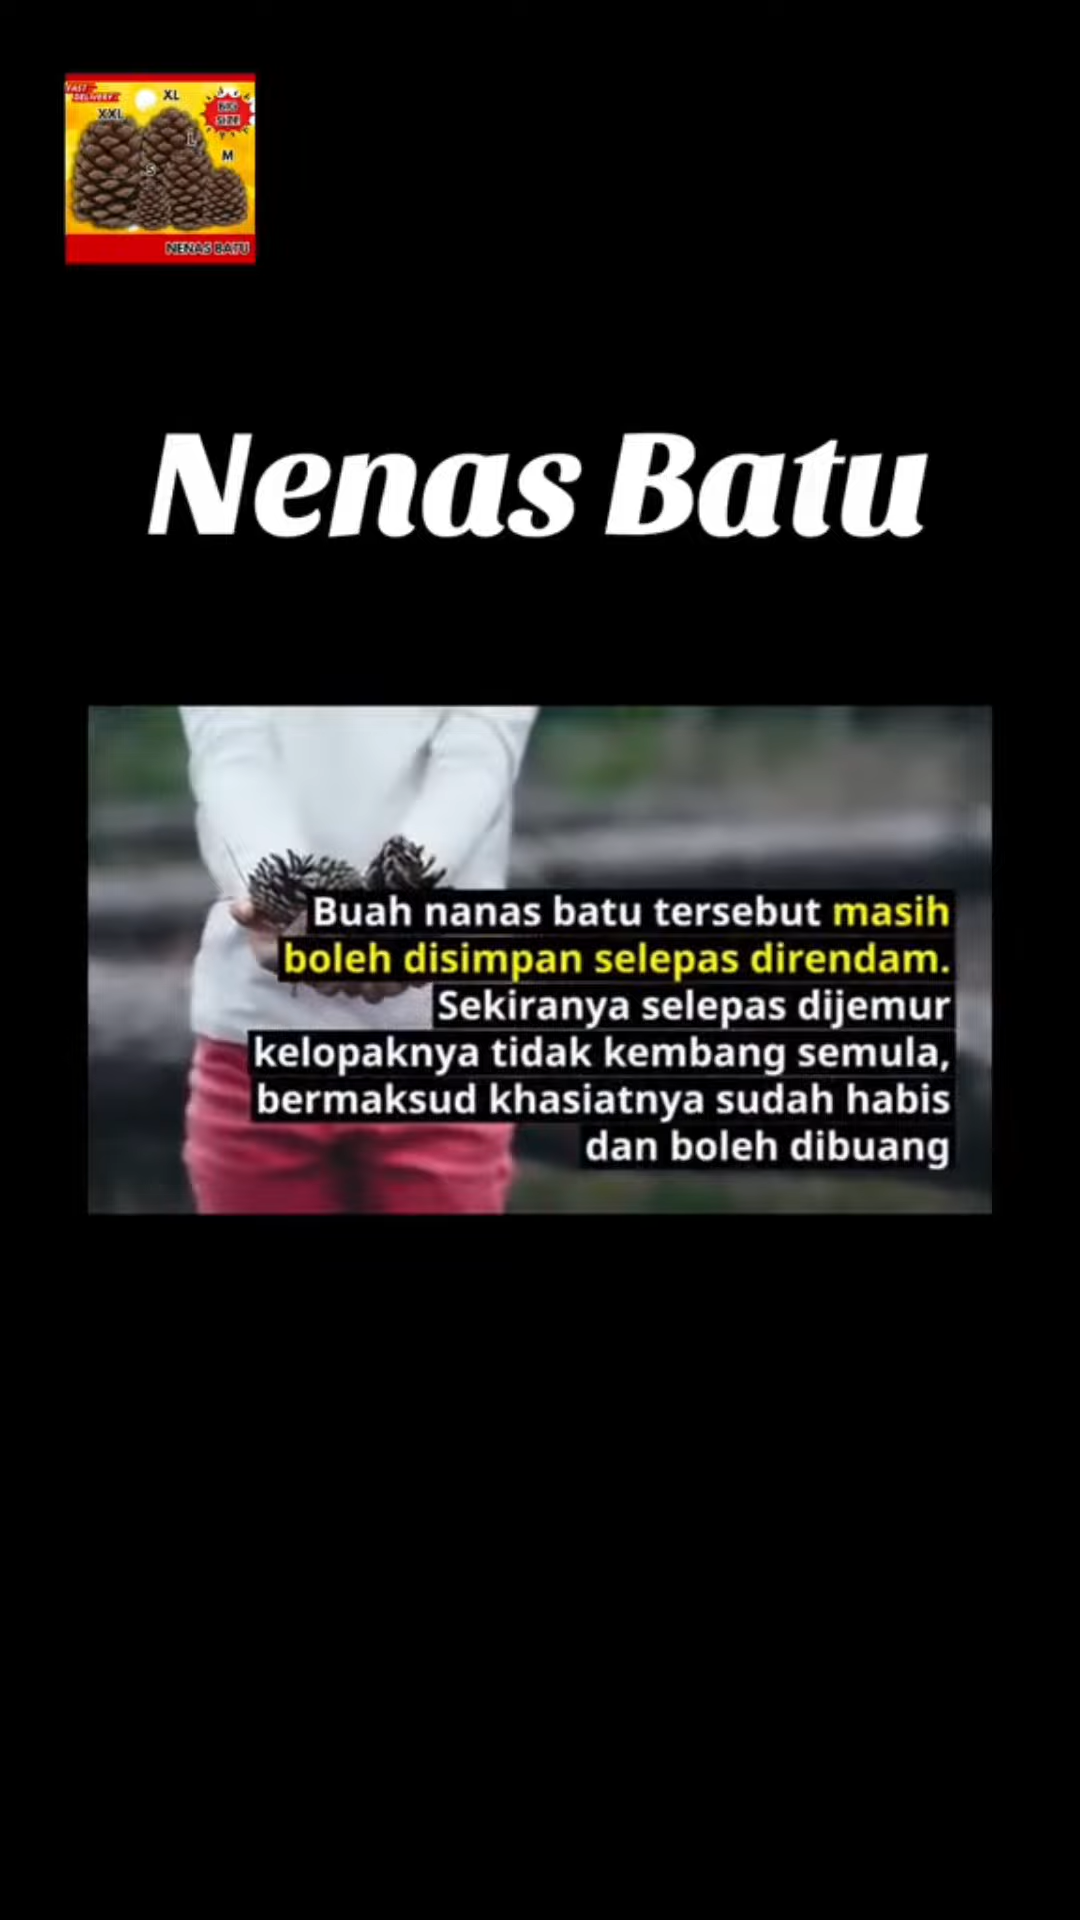 FAST
DELIVERY
XL
XXL
BIG
SIZE
L
M
S
NENAS BATU
Nenas Batu
Buah nanas batu tersebut masih
boleh disimpan selepas direndam.
Sekiranya selepas dijemur
kelopaknya tidak kembang semula,
bermaksud khasiatnya sudah habis
dan boleh dibuang